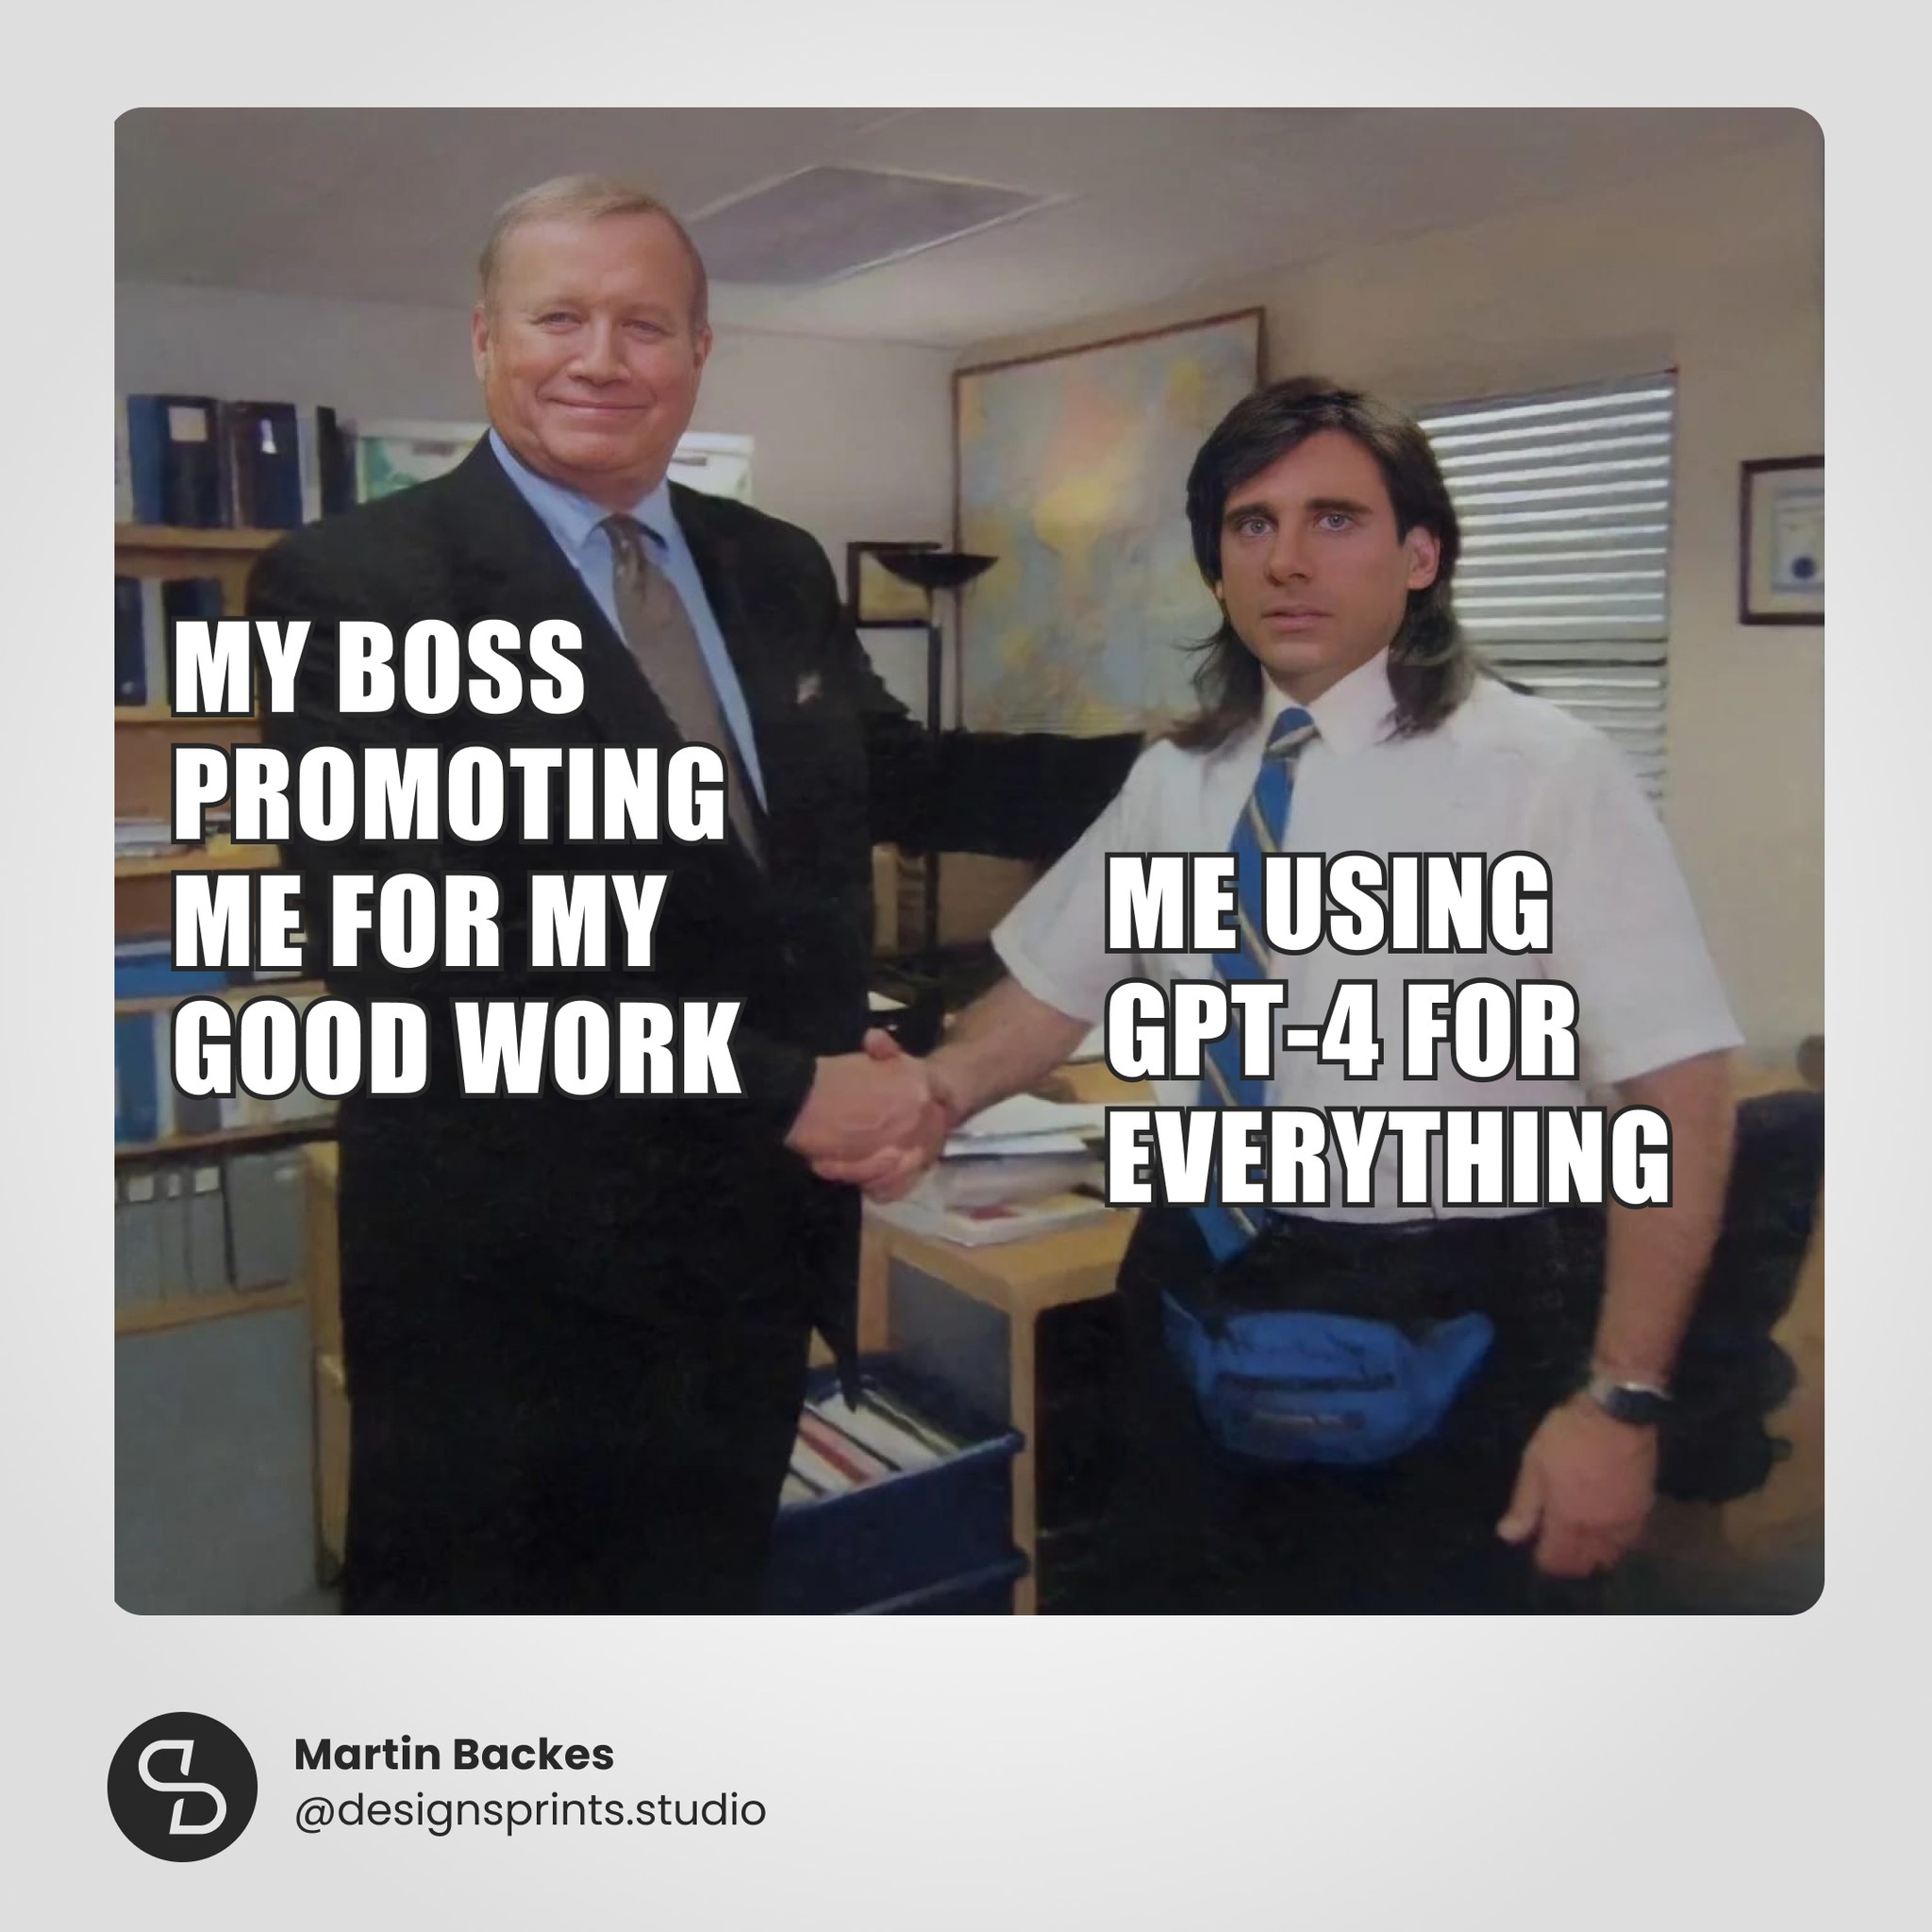 MY BOSS
PROMOTING
ME FOR MY
GOOD WORK
ME USING
GPT-4 FOR
EVERYTHING
Martin Backes
@designsprints.studio